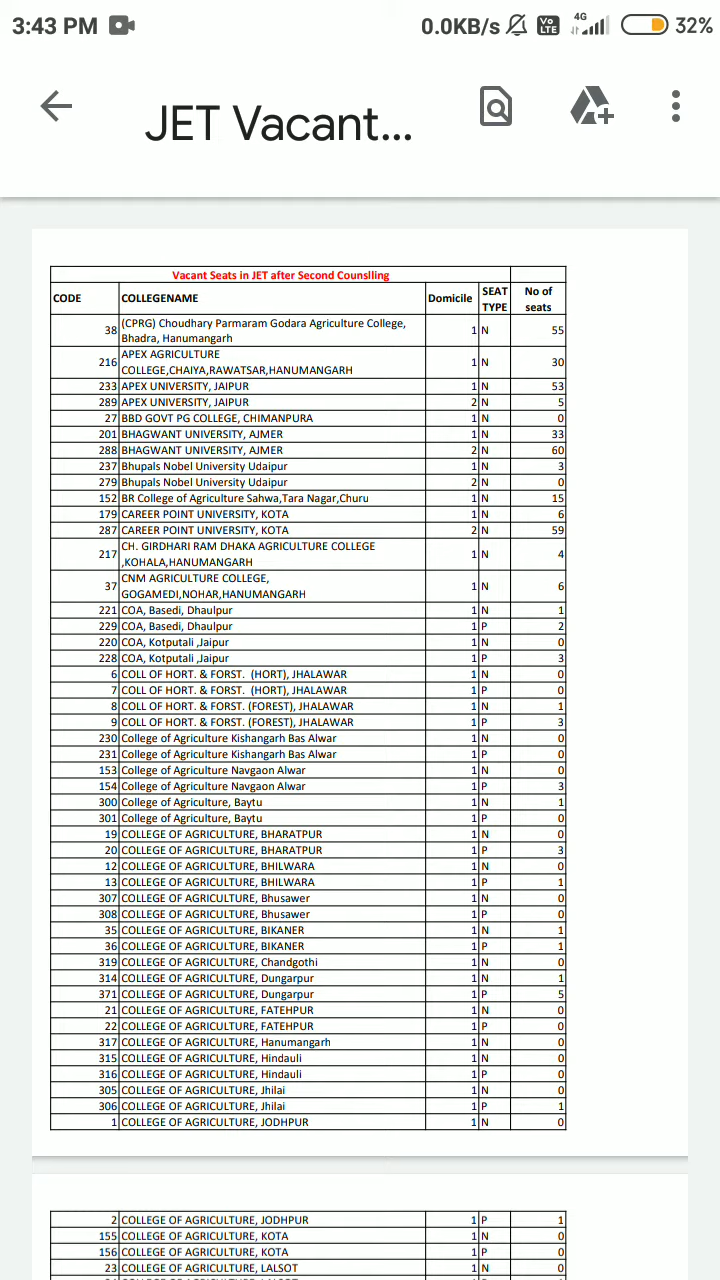 3:43 PM 0.0KB/s Vo LTE 4G 32%
JET Vacant...
Vacant Seats in JET after Second Counslling
CODE COLLEGENAME Domicile SEAT TYPE No of seats
38 (CPRG) Choudhary Parmaram Godara Agriculture College, 1 N 55
Bhadra, Hanumangarh
216 APEX AGRICULTURE 1 N 30
COLLEGE,CHAIYA,RAWATSAR,HANUMANGARH
233 APEX UNIVERSITY, JAIPUR 1 N 53
289 APEX UNIVERSITY, JAIPUR 2 N 5
27 BBD GOVT PG COLLEGE, CHIMANPURA 1 N 0
201 BHAGWANT UNIVERSITY, AJMER 1 N 33
288 BHAGWANT UNIVERSITY, AJMER 2 N 60
237 Bhupals Nobel University Udaipur 1 N 3
279 Bhupals Nobel University Udaipur 2 N 0
152 BR College of Agriculture Sahwa,Tara Nagar,Churu 1 N 15
179 CAREER POINT UNIVERSITY, KOTA 1 N 6
287 CAREER POINT UNIVERSITY, KOTA 2 N 59
217 CH. GIRDHARI RAM DHAKA AGRICULTURE COLLEGE 1 N 4
,KOHALA,HANUMANGARH
37 CNM AGRICULTURE COLLEGE, 1 N 6
GOGAMEDI,NOHAR,HANUMANGARH
221 COA, Basedi, Dhaulpur 1 N 1
229 COA, Basedi, Dhaulpur 1 P 2
220 COA, Kotputali ,Jaipur 1 N 0
228 COA, Kotputali ,Jaipur 1 P 3
6 COLL OF HORT. & FORST. (HORT), JHALAWAR 1 N 0
7 COLL OF HORT. & FORST. (HORT), JHALAWAR 1 P 0
8 COLL OF HORT. & FORST. (FOREST), JHALAWAR 1 N 1
9 COLL OF HORT. & FORST. (FOREST), JHALAWAR 1 P 3
230 College of Agriculture Kishangarh Bas Alwar 1 N 0
231 College of Agriculture Kishangarh Bas Alwar 1 P 0
153 College of Agriculture Navgaon Alwar 1 N 0
154 College of Agriculture Navgaon Alwar 1 P 3
300 College of Agriculture, Baytu 1 N 1
301 College of Agriculture, Baytu 1 P 0
19 COLLEGE OF AGRICULTURE, BHARATPUR 1 N 0
20 COLLEGE OF AGRICULTURE, BHARATPUR 1 P 3
12 COLLEGE OF AGRICULTURE, BHILWARA 1 N 0
13 COLLEGE OF AGRICULTURE, BHILWARA 1 P 1
307 COLLEGE OF AGRICULTURE, Bhusawer 1 N 0
308 COLLEGE OF AGRICULTURE, Bhusawer 1 P 0
35 COLLEGE OF AGRICULTURE, BIKANER 1 N 1
36 COLLEGE OF AGRICULTURE, BIKANER 1 P 1
319 COLLEGE OF AGRICULTURE, Chandgothi 1 N 0
314 COLLEGE OF AGRICULTURE, Dungarpur 1 N 1
371 COLLEGE OF AGRICULTURE, Dungarpur 1 P 5
21 COLLEGE OF AGRICULTURE, FATEHPUR 1 N 0
22 COLLEGE OF AGRICULTURE, FATEHPUR 1 P 0
317 COLLEGE OF AGRICULTURE, Hanumangarh 1 N 0
315 COLLEGE OF AGRICULTURE, Hindauli 1 N 0
316 COLLEGE OF AGRICULTURE, Hindauli 1 P 0
305 COLLEGE OF AGRICULTURE, Jhilai 1 N 0
306 COLLEGE OF AGRICULTURE, Jhilai 1 P 1
1 COLLEGE OF AGRICULTURE, JODHPUR 1 N 0
2 COLLEGE OF AGRICULTURE, JODHPUR 1 P 1
155 COLLEGE OF AGRICULTURE, KOTA 1 N 0
156 COLLEGE OF AGRICULTURE, KOTA 1 P 0
23 COLLEGE OF AGRICULTURE, LALSOT 1 N 0